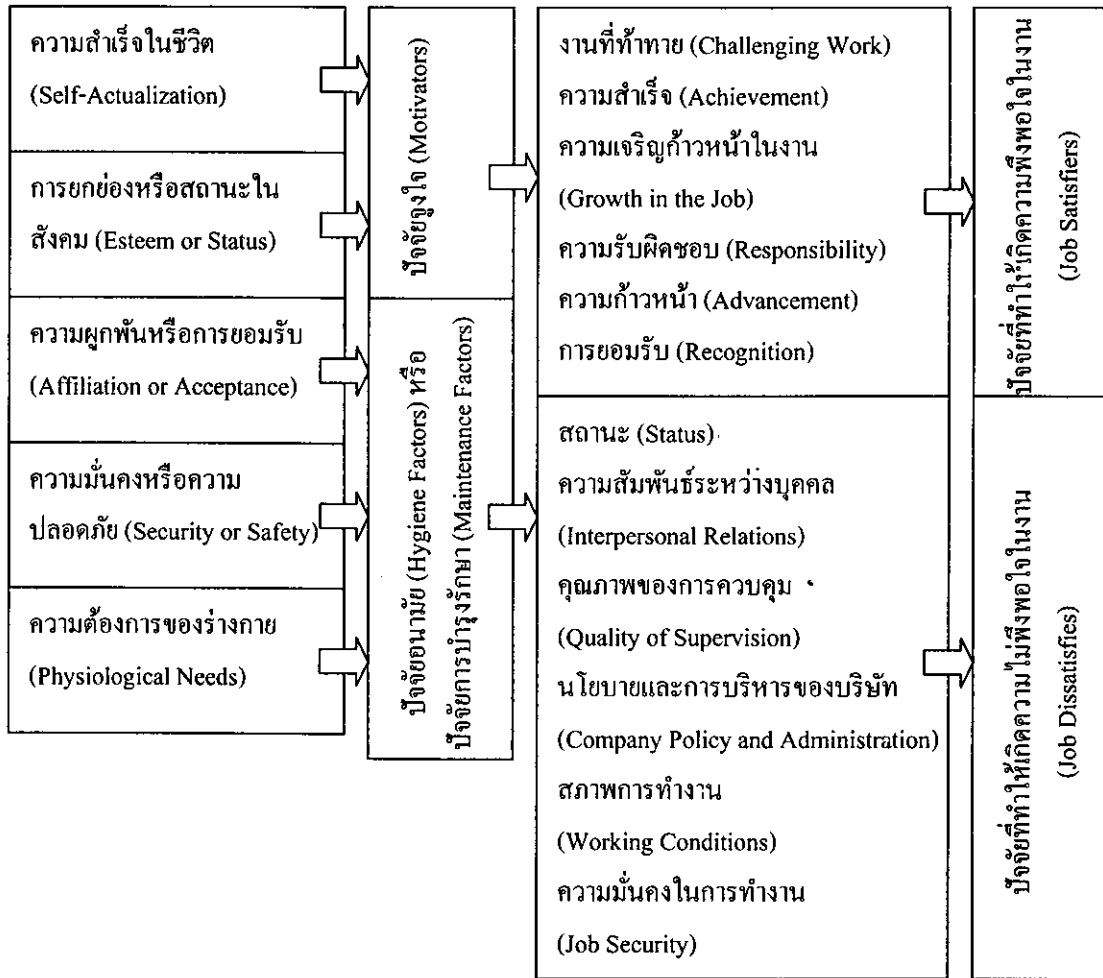 ความสำเร็จในชีวิต
(Self-Actualization)
การยกย่องหรือสถานะใน
สังคม (Esteem or Status)
ความผูกพันหรือการยอมรับ
(Affiliation or Acceptance)
ความมั่นคงหรือความ
ปลอดภัย (Security or Safety)
ความต้องการของร่างกาย
(Physiological Needs)
ปัจจัยจูงใจ (Motivators)
ปัจจัยอนามัย (Hygiene Factors) หรือ
ปัจจัยการบำรุงรักษา (Maintenance Factors)
งานที่ท้าทาย (Challenging Work)
ความสำเร็จ (Achievement)
ความเจริญก้าวหน้าในงาน
(Growth in the Job)
ความรับผิดชอบ (Responsibility)
ความก้าวหน้า (Advancement)
การยอมรับ (Recognition)
สถานะ (Status)
ความสัมพันธ์ระหว่างบุคคล
(Interpersonal Relations)
คุณภาพของการควบคุม
(Quality of Supervision)
นโยบายและการบริหารของบริษัท
(Company Policy and Administration)
สภาพการทำงาน
(Working Conditions)
ความมั่นคงในการทำงาน
(Job Security)
ปัจจัยที่ทำให้เกิดความพึงพอใจในงาน
(Job Satisfiers)
ปัจจัยที่ทำให้เกิดความไม่พึงพอใจในงาน
(Job Dissatisfies)